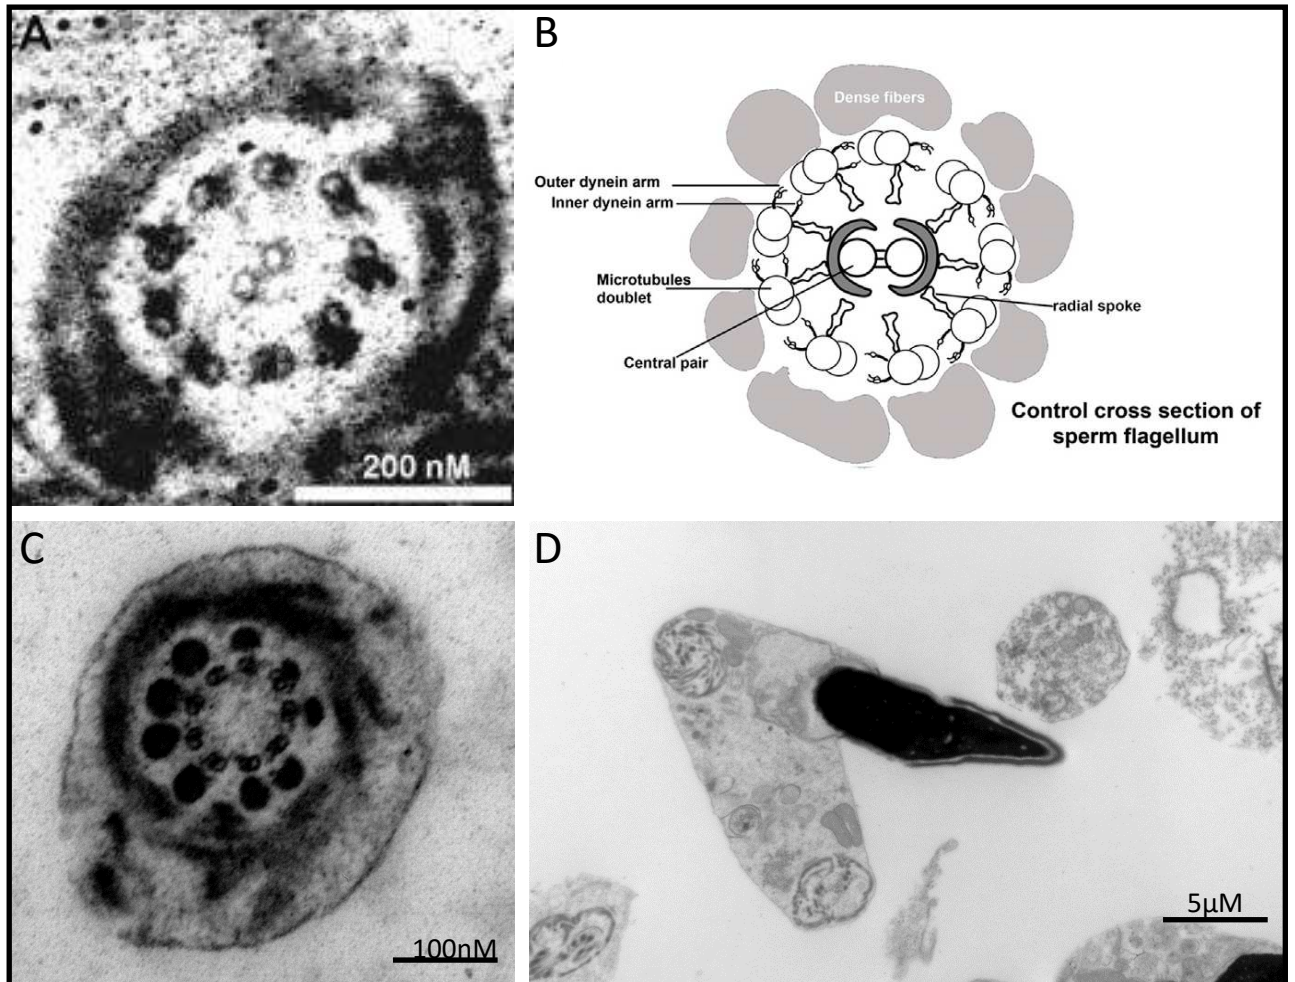 A
200 nM
B
Dense fibers
Outer dynein arm
Inner dynein arm
Microtubules
doublet
Central pair
radial spoke
Control cross section of
sperm flagellum
C
100nM
D
5µM